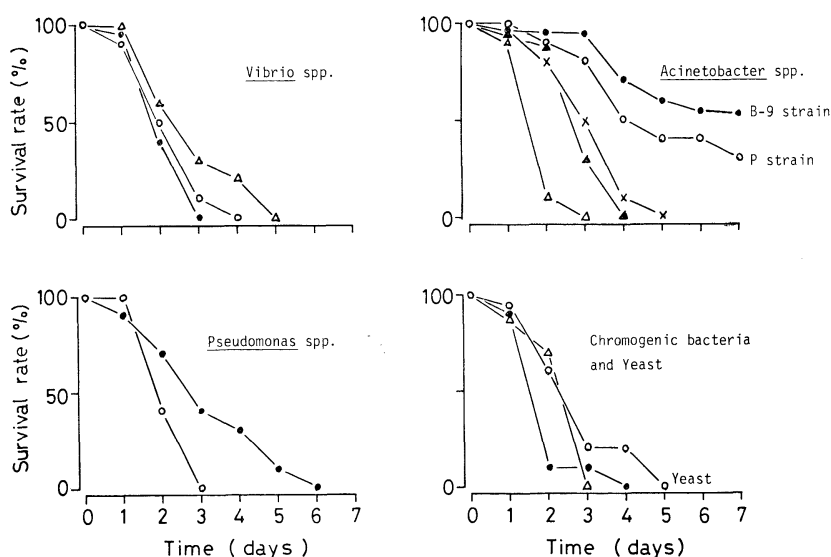 100
50
0
Survival rate (%)
Vibrio spp.
100
0
Acinetobacter spp.
B-9 strain
P strain
100
50
0
Survival rate (%)
Pseudomonas spp.
0 1 2 3 4 5 6 7
Time (days)
100
0
Chromogenic bacteria
and Yeast
Yeast
0 1 2 3 4 5 6 7
Time (days)